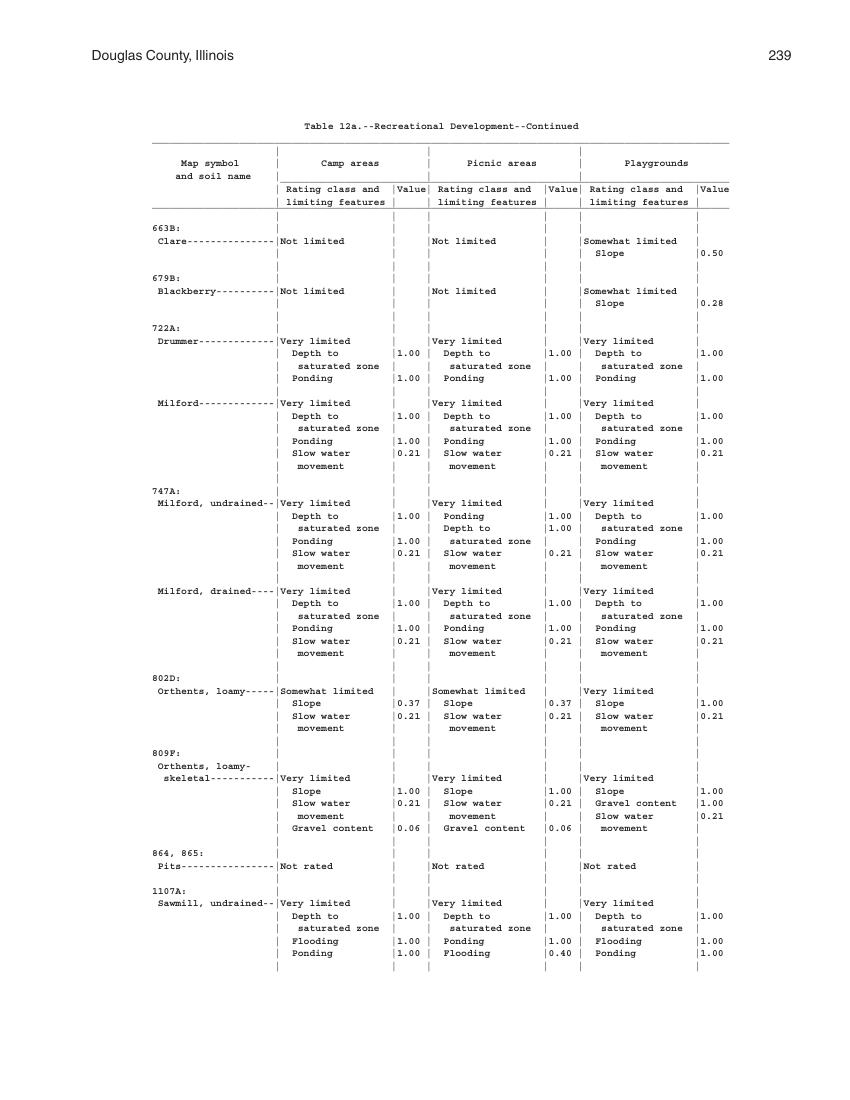 Douglas County, Illinois 239
Table 12a.--Recreational Development--Continued
Map symbol | Camp areas | Picnic areas | Playgrounds
and soil name
Rating class and |Value| Rating class and |Value| Rating class and |Value
limiting features | | limiting features | | limiting features |
663B:
Clare---------------|Not limited | |Not limited | |Somewhat limited |
Slope |0.50
679B:
Blackberry----------|Not limited | |Not limited | |Somewhat limited |
Slope |0.28
722A:
Drummer-------------|Very limited | |Very limited | |Very limited |
Depth to |1.00 | Depth to |1.00 | Depth to |1.00
saturated zone | | saturated zone | | saturated zone |
Ponding |1.00 | Ponding |1.00 | Ponding |1.00
Milford-------------|Very limited | |Very limited | |Very limited |
Depth to |1.00 | Depth to |1.00 | Depth to |1.00
saturated zone | | saturated zone | | saturated zone |
Ponding |1.00 | Ponding |1.00 | Ponding |1.00
Slow water |0.21 | Slow water |0.21 | Slow water |0.21
movement | | movement | | movement |
747A:
Milford, undrained--|Very limited | |Very limited | |Very limited |
Depth to |1.00 | Ponding |1.00 | Depth to |1.00
saturated zone | | Depth to |1.00 | saturated zone |
Ponding |1.00 | saturated zone | | Ponding |1.00
Slow water |0.21 | Slow water |0.21 | Slow water |0.21
movement | | movement | | movement |
Milford, drained----|Very limited | |Very limited | |Very limited |
Depth to |1.00 | Depth to |1.00 | Depth to |1.00
saturated zone | | saturated zone | | saturated zone |
Ponding |1.00 | Ponding |1.00 | Ponding |1.00
Slow water |0.21 | Slow water |0.21 | Slow water |0.21
movement | | movement | | movement |
802D:
Orthents, loamy-----|Somewhat limited | |Somewhat limited | |Very limited |
Slope |0.37 | Slope |0.37 | Slope |1.00
Slow water |0.21 | Slow water |0.21 | Slow water |0.21
movement | | movement | | movement |
809F:
Orthents, loamy-
skeletal-----------|Very limited | |Very limited | |Very limited |
Slope |1.00 | Slope |1.00 | Slope |1.00
Slow water |0.21 | Slow water |0.21 | Gravel content |1.00
movement | | movement | | Slow water |0.21
Gravel content |0.06 | Gravel content |0.06 | movement |
864, 865:
Pits----------------|Not rated | |Not rated | |Not rated |
1107A:
Sawmill, undrained--|Very limited | |Very limited | |Very limited |
Depth to |1.00 | Depth to |1.00 | Depth to |1.00
saturated zone | | saturated zone | | saturated zone |
Flooding |1.00 | Ponding |1.00 | Flooding |1.00
Ponding |1.00 | Flooding |0.40 | Ponding |1.00